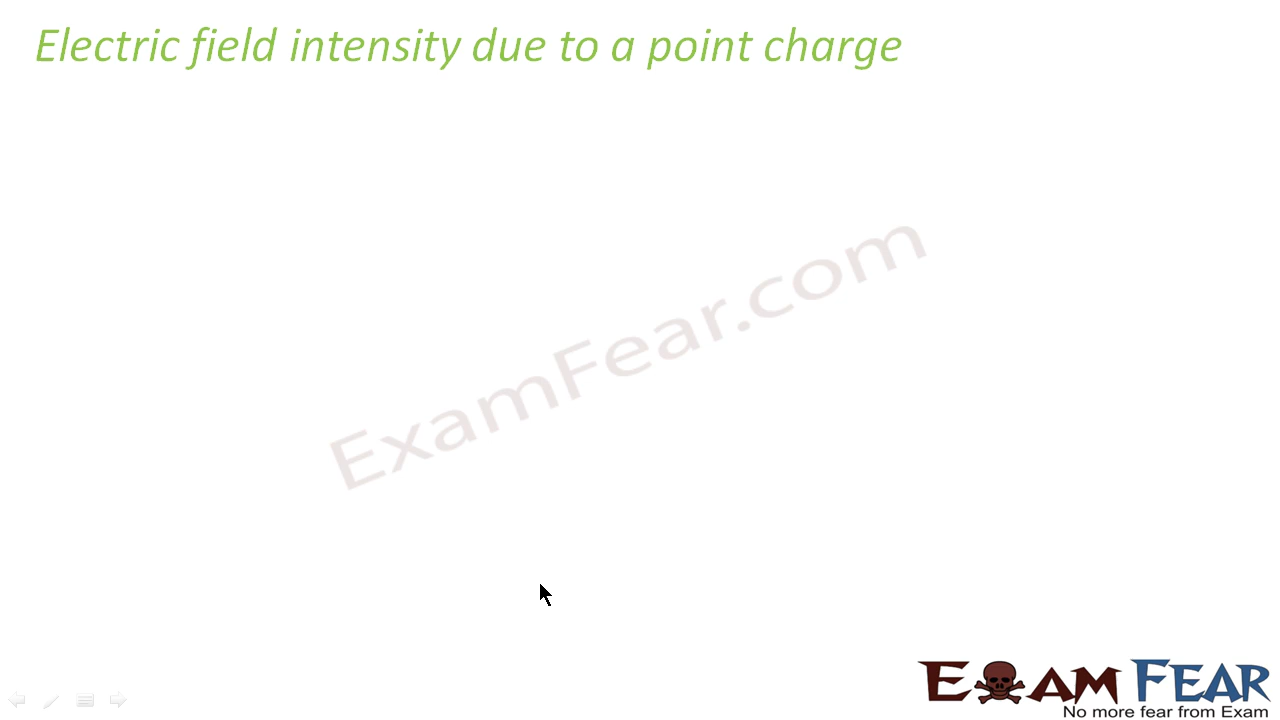 Electric field intensity due to a point charge
ExamFear.com
EXAM FEAR
No more fear from Exam